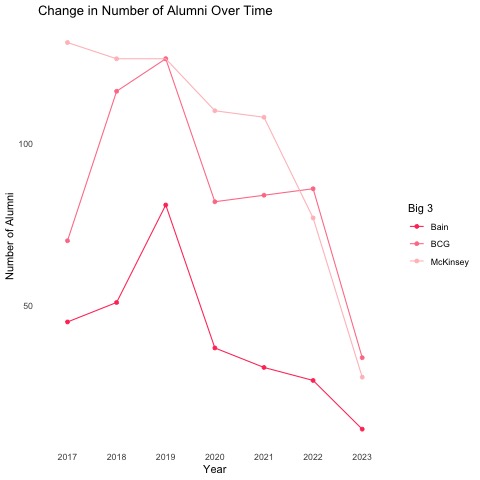 Change in Number of Alumni Over Time
100
50
Number of Alumni
2017 2018 2019 2020 2021 2022 2023
Year
Big 3
Bain
BCG
McKinsey